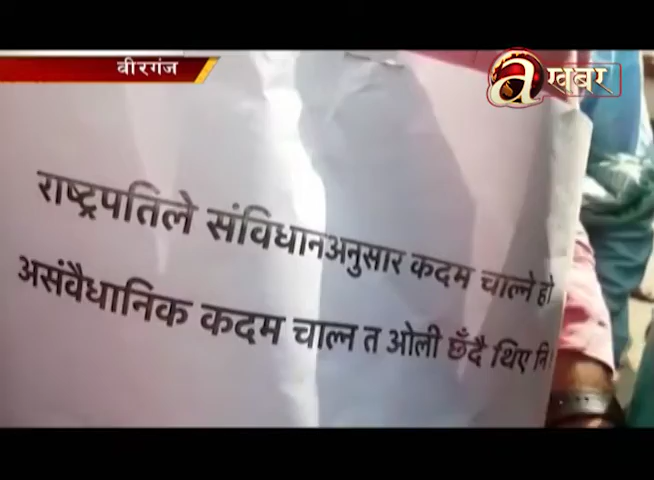 वीरगंज
a खबर
राष्ट्रपतिले संविधानअनुसार कदम चाल्ने हो
असंवैधानिक कदम चाल्न त ओली छँदै थिए नि।